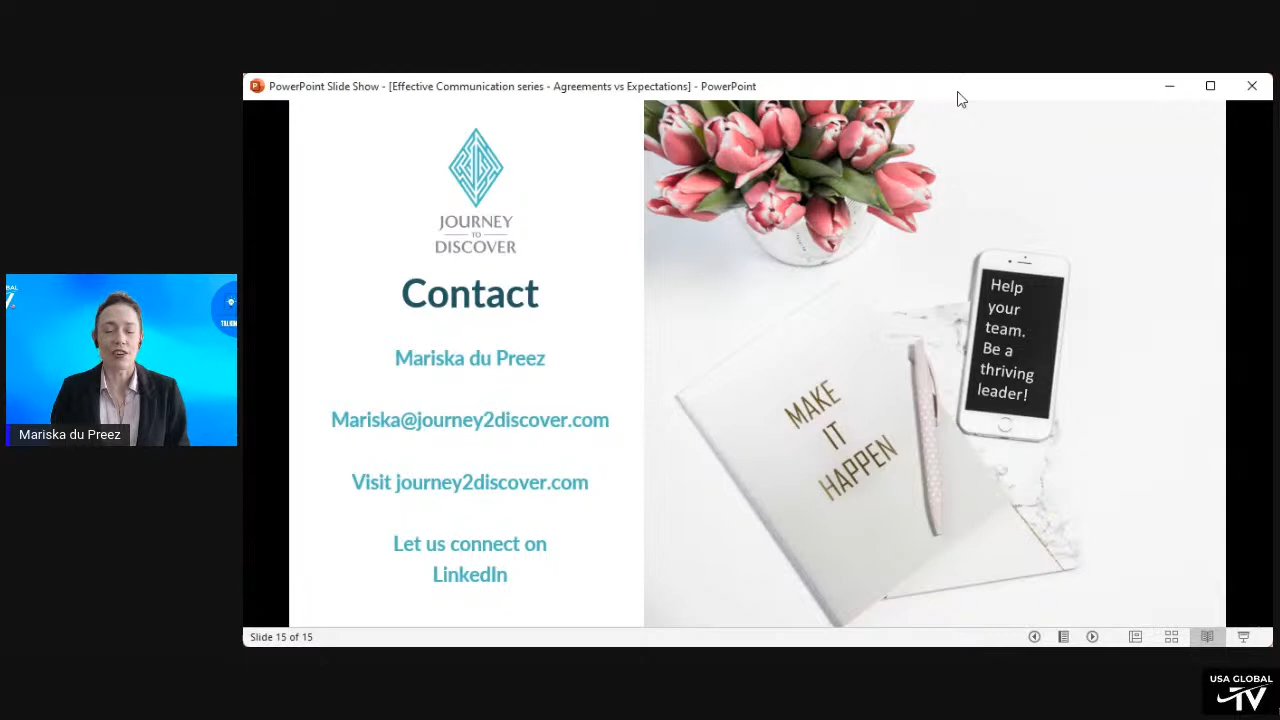 PowerPoint Slide Show - [Effective Communication series - Agreements vs Expectations] - PowerPoint
JOURNEY
TO
DISCOVER
Contact
Mariska du Preez
Mariska@journey2discover.com
Visit journey2discover.com
Let us connect on
LinkedIn
Help
your
team.
Be a
thriving
leader!
MAKE
IT
HAPPEN
Mariska du Preez
Slide 15 of 15
USA GLOBAL
TV